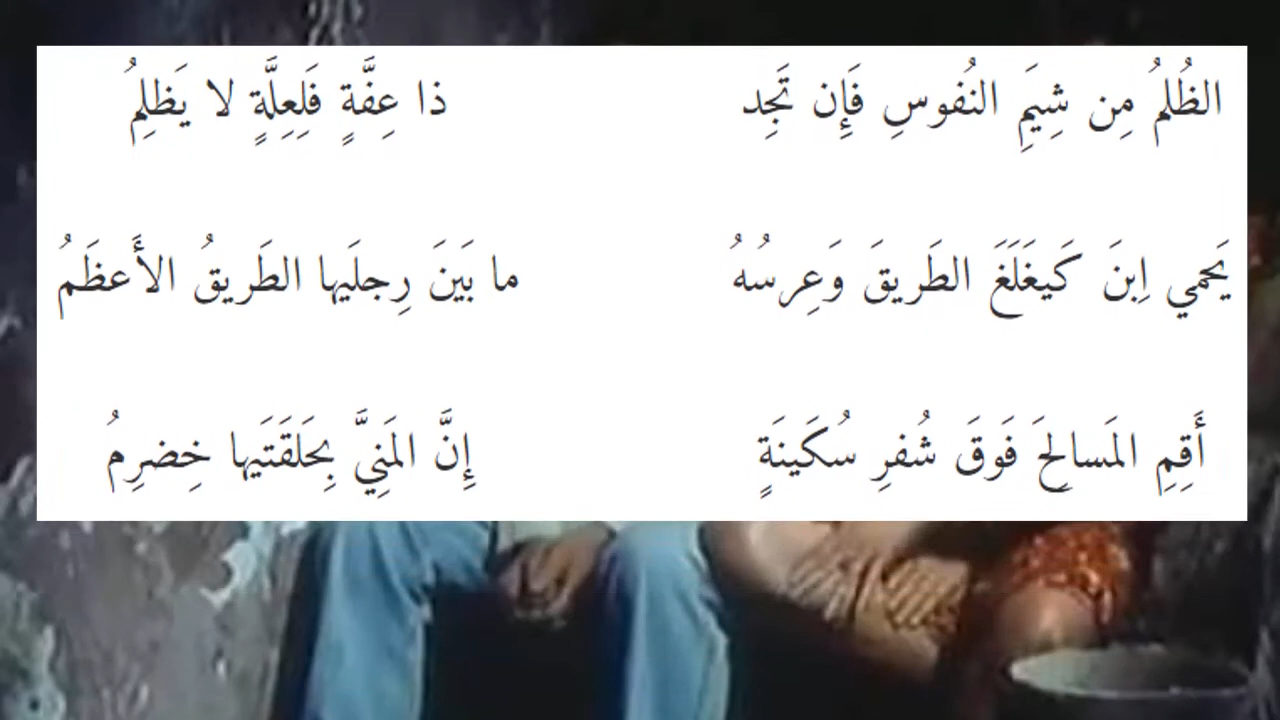 الظُلمُ مِن شِيَمِ النُفوسِ فَإِن تَجِد ذا عِفَّةٍ فَلِعِلَّةٍ لا يَظلِمُ
يَحمي اِبنَ كَيغَلَغَ الطَريقَ وَعِرسُهُ ما بَينَ رِجلَيها الطَريقُ الأَعظَمُ
أَقِمِ المَسالِحَ فَوقَ شُفرِ سُكَينَةٍ إِنَّ المَنِيَّ بِحَلقَتَيها خِضرِمُ